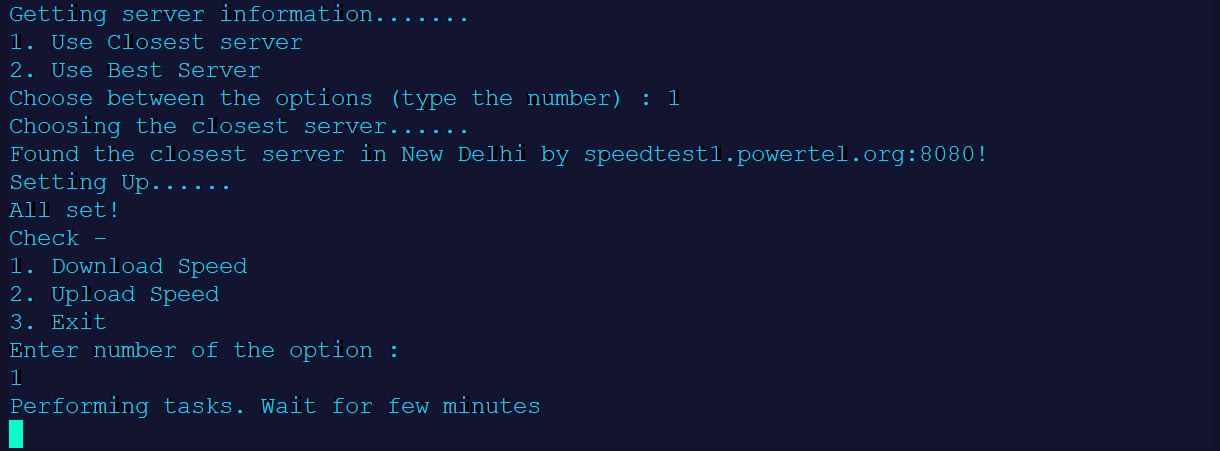 Getting server information.......
1. Use Closest server
2. Use Best Server
Choose between the options (type the number) : 1
Choosing the closest server......
Found the closest server in New Delhi by speedtest1.powertel.org:8080!
Setting Up......
All set!
Check -
1. Download Speed
2. Upload Speed
3. Exit
Enter number of the option :
1
Performing tasks. Wait for few minutes